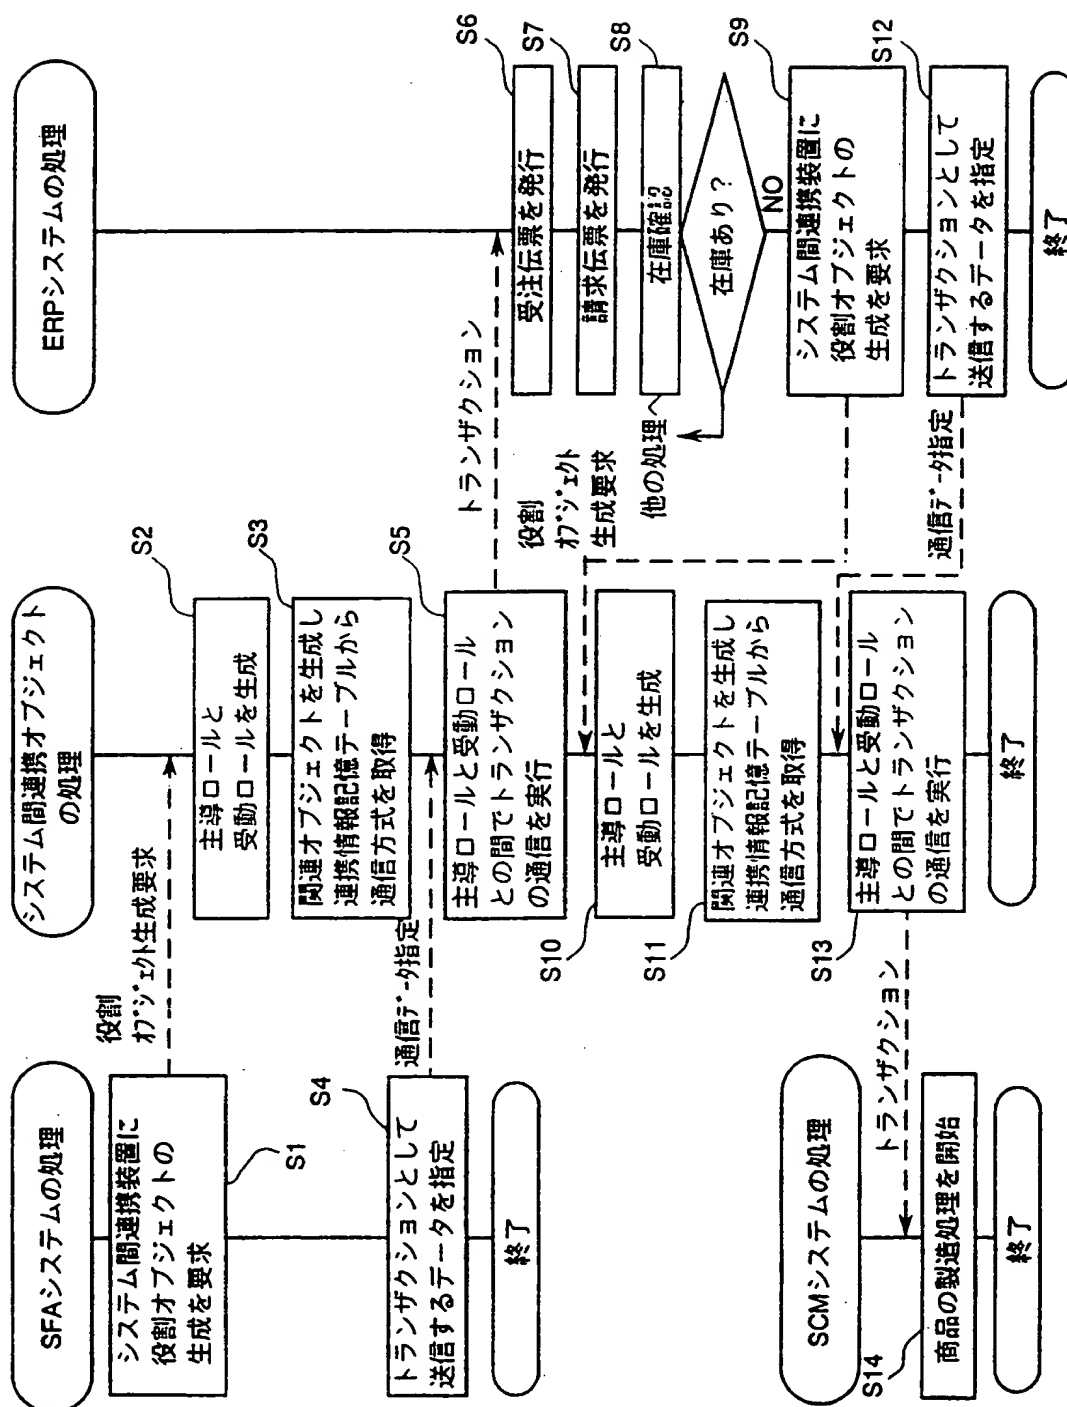 SFAシステムの処理
システム間連携装置に
役割オブジェクトの
生成を要求
S1
トランザクションとして
送信するデータを指定
S4
終了
役割
オブジェクト生成要求
通信データ指定
システム間連携オブジェクト
の処理
主導ロールと
受動ロールを生成
S2
関連オブジェクトを生成し
連携情報記憶テーブルから
通信方式を取得
S3
主導ロールと受動ロール
との間でトランザクション
の通信を実行
S5
主導ロールと
受動ロールを生成
S10
関連オブジェクトを生成し
連携情報記憶テーブルから
通信方式を取得
S11
主導ロールと受動ロール
との間でトランザクション
の通信を実行
S13
終了
トランザクション
役割
オブジェクト
生成要求
通信データ指定
ERPシステムの処理
受注伝票を発行
S6
請求伝票を発行
S7
在庫確認
S8
在庫あり？
NO
他の処理へ
システム間連携装置に
役割オブジェクトの
生成を要求
S9
トランザクションとして
送信するデータを指定
S12
終了
SCMシステムの処理
トランザクション
商品の製造処理を開始
S14
終了